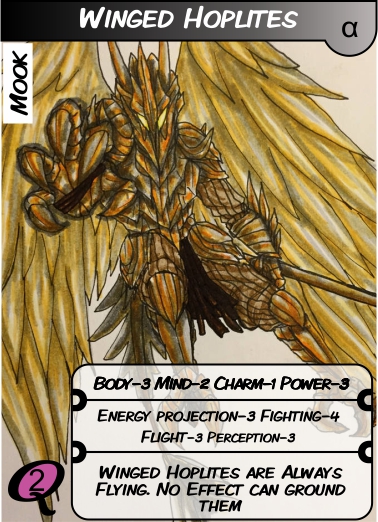 Winged Hoplites
α
Mook
Body-3 Mind-2 Charm-1 Power-3
Energy projection-3 Fighting-4
Flight-3 Perception-3
2
Winged Hoplites are Always
Flying. No Effect can ground
them